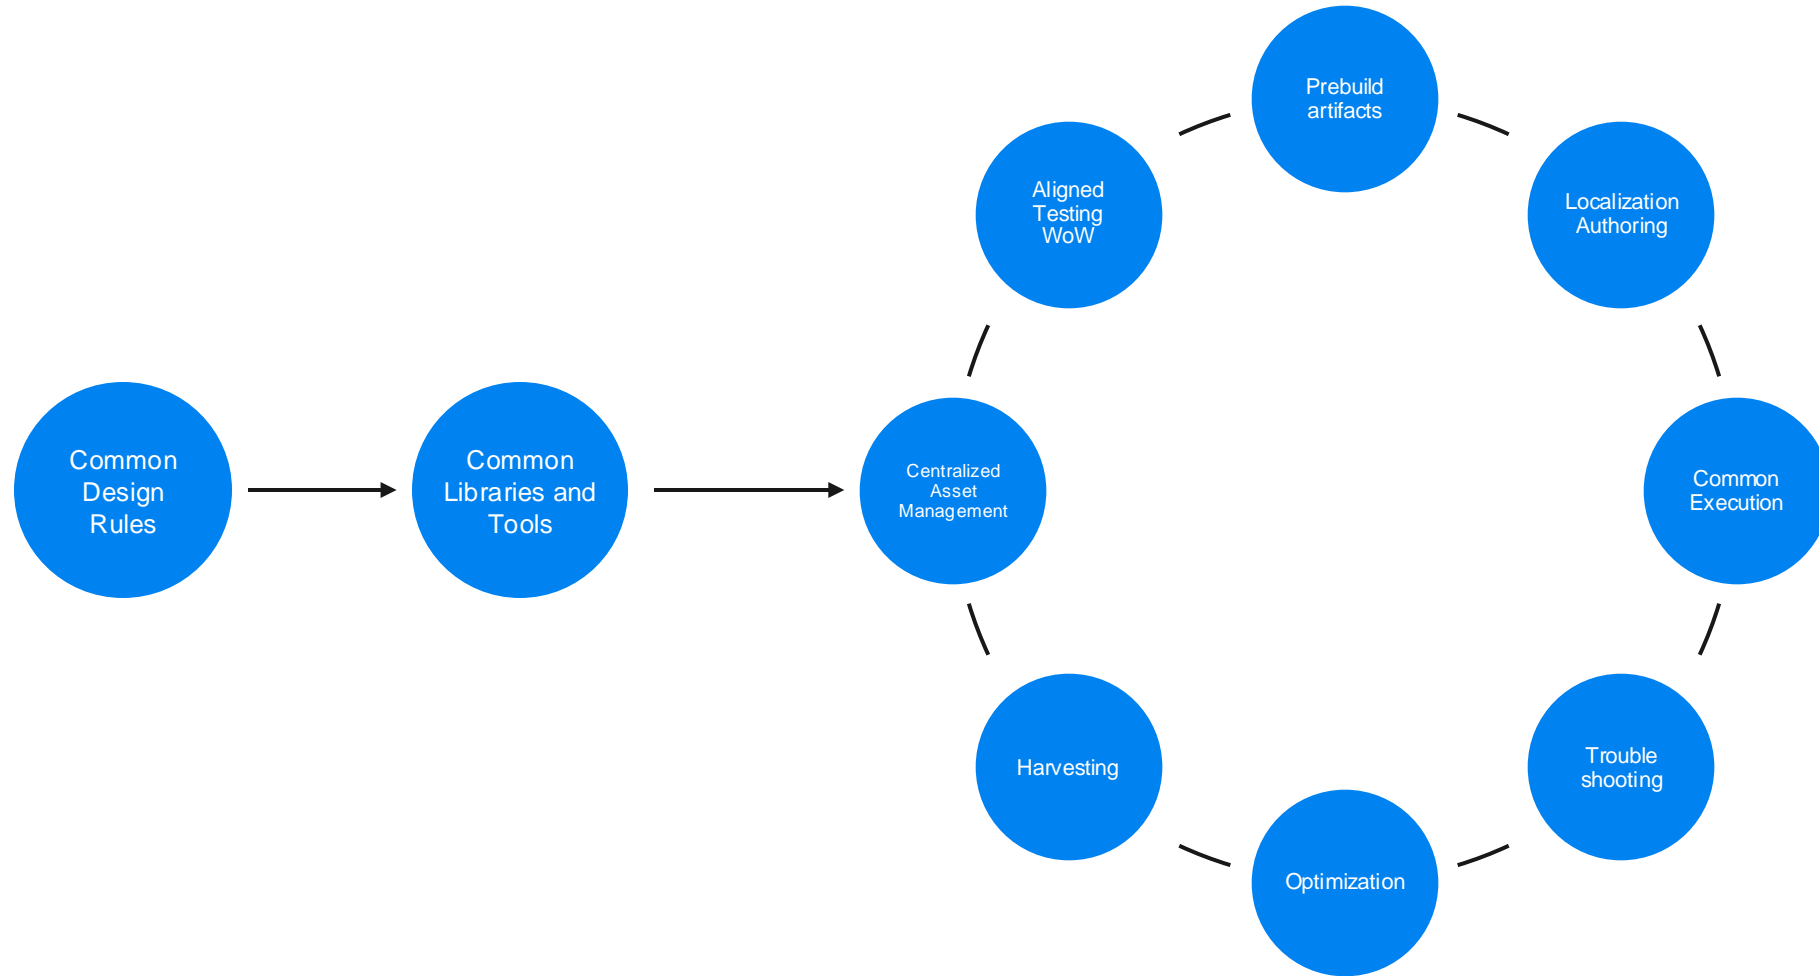 Common
Design
Rules
Common
Libraries and
Tools
Centralized
Asset
Management
Aligned
Testing
WoW
Prebuild
artifacts
Localization
Authoring
Common
Execution
Trouble
shooting
Optimization
Harvesting